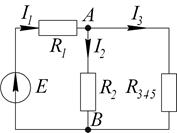 I₁ A I₃
R₁ I₂
E R₂ R₃₄₅
B